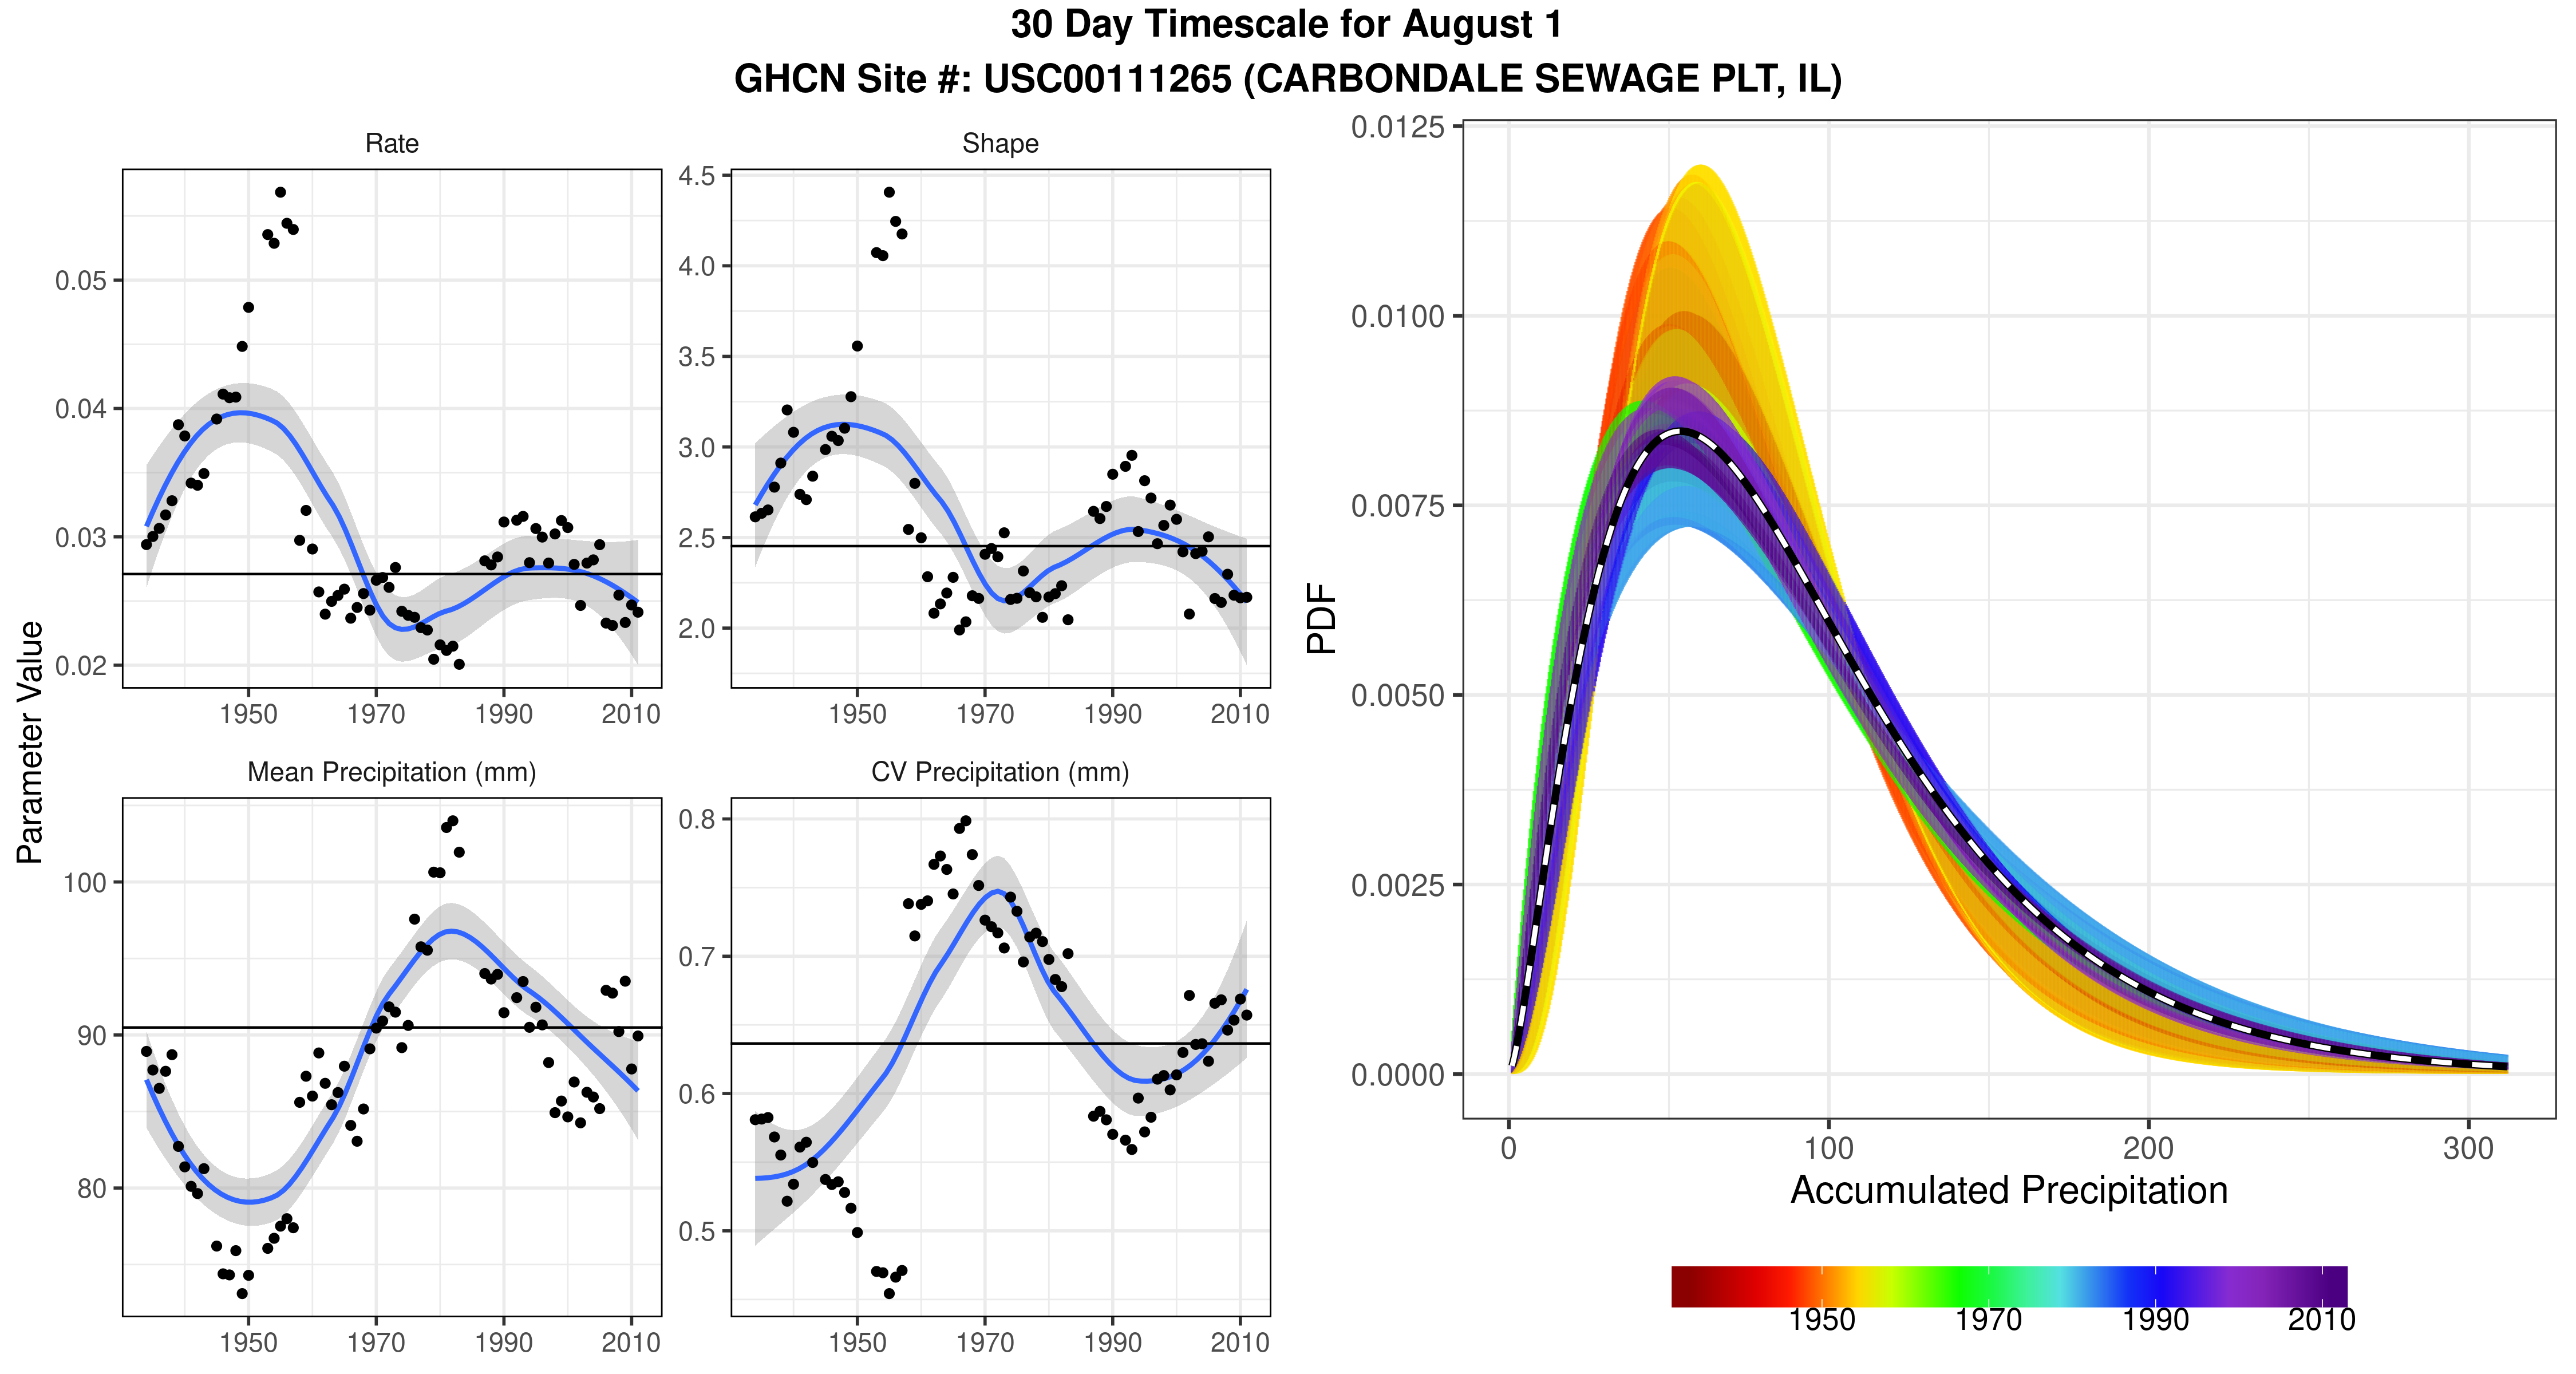 30 Day Timescale for August 1
GHCN Site #: USC00111265 (CARBONDALE SEWAGE PLT, IL)
Parameter Value
Rate
0.05
0.04
0.03
0.02
1950 1970 1990 2010
Shape
4.5
4.0
3.5
3.0
2.5
2.0
1950 1970 1990 2010
Mean Precipitation (mm)
100
90
80
1950 1970 1990 2010
CV Precipitation (mm)
0.8
0.7
0.6
0.5
1950 1970 1990 2010
PDF
0.0125
0.0100
0.0075
0.0050
0.0025
0.0000
0 100 200 300
Accumulated Precipitation
1950 1970 1990 2010